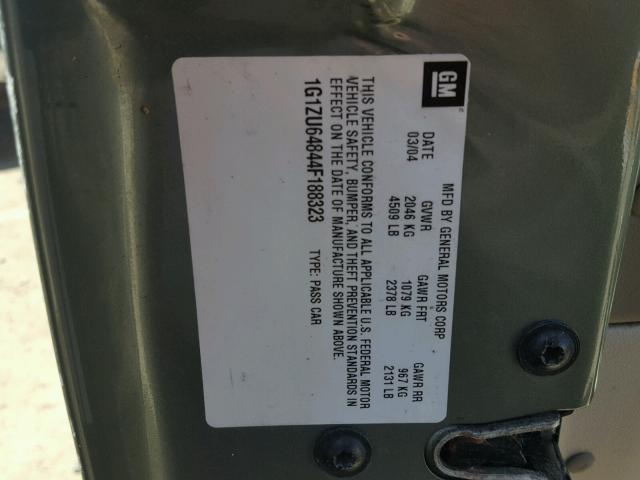 GM
MFD BY GENERAL MOTORS CORP
DATE GVWR GAWR FRT GAWR RR
03/04 2046 KG 1079 KG 967 KG
4509 LB 2378 LB 2131 LB
THIS VEHICLE CONFORMS TO ALL APPLICABLE U.S. FEDERAL MOTOR
VEHICLE SAFETY, BUMPER, AND THEFT PREVENTION STANDARDS IN
EFFECT ON THE DATE OF MANUFACTURE SHOWN ABOVE.
1G1ZU64844F188323 TYPE: PASS CAR